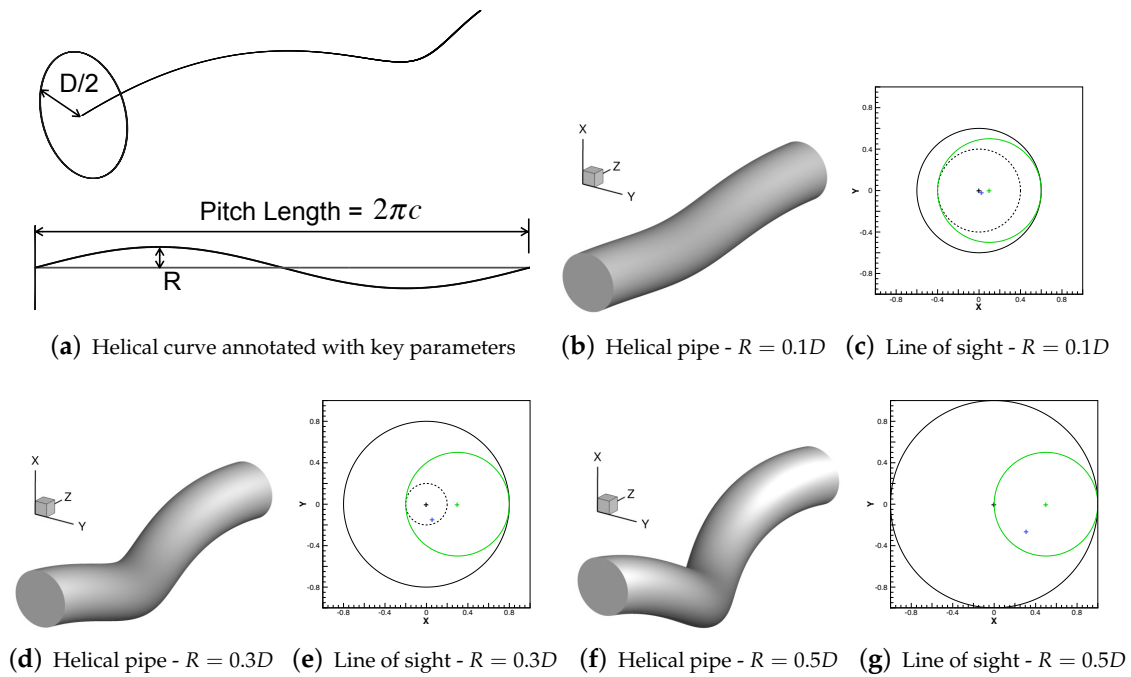 D/2
Pitch Length = 2πc
R
(a) Helical curve annotated with key parameters
X
Z
Y
(b) Helical pipe - R = 0.1D
Y
0.8
0.4
0
-0.4
-0.8
-0.8 -0.4 0 0.4 0.8
X
(c) Line of sight - R = 0.1D
X
Z
Y
(d) Helical pipe - R = 0.3D
Y
0.8
0.4
0
-0.4
-0.8
-0.8 -0.4 0 0.4 0.8
X
(e) Line of sight - R = 0.3D
X
Z
Y
(f) Helical pipe - R = 0.5D
Y
0.8
0.4
0
-0.4
-0.8
-0.8 -0.4 0 0.4 0.8
X
(g) Line of sight - R = 0.5D